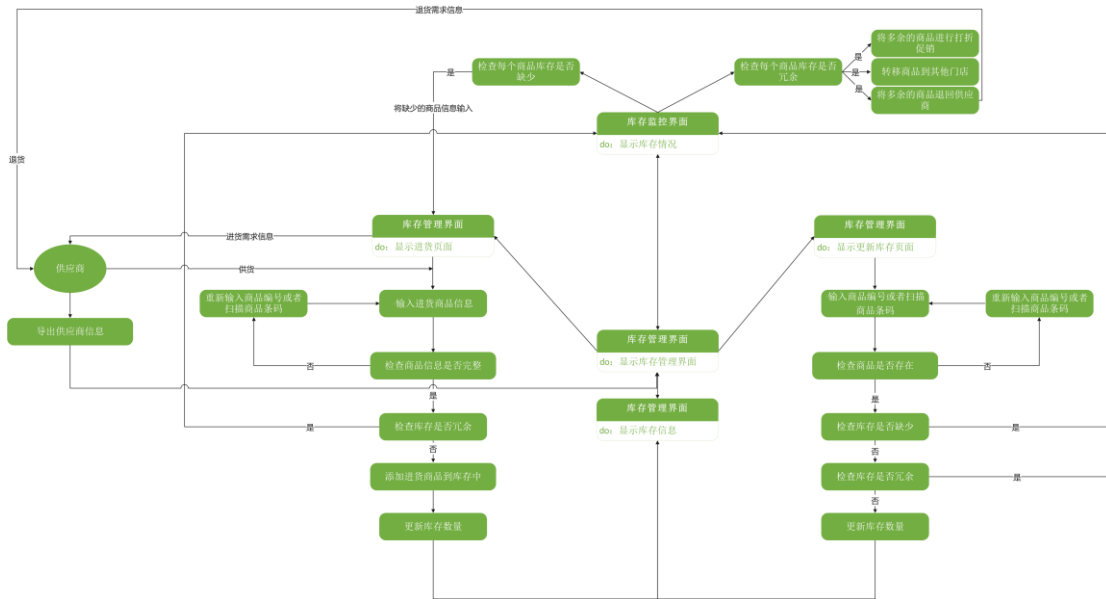 退货需求信息
将多余的商品进行打折
促销
检查每个商品库存是否
缺少
是
检查每个商品库存是否
冗余
是
是
是
转移商品到其他门店
将多余的商品退回供应
商
将缺少的商品信息输入
库存监控界面
do: 显示库存情况
退货
库存管理界面
do: 显示进货页面
库存管理界面
do: 显示更新库存页面
进货需求信息
供应商
供货
重新输入商品编号或者
扫描商品条码
输入进货商品信息
输入商品编号或者扫描
商品条码
重新输入商品编号或者
扫描商品条码
导出供应商信息
库存管理界面
do: 显示库存管理界面
否
检查商品信息是否完整
检查商品是否存在
否
是
是
库存管理界面
do: 显示库存信息
是
检查库存是否冗余
检查库存是否缺少
是
否
否
添加进货商品到库存中
检查库存是否冗余
是
否
更新库存数量
更新库存数量